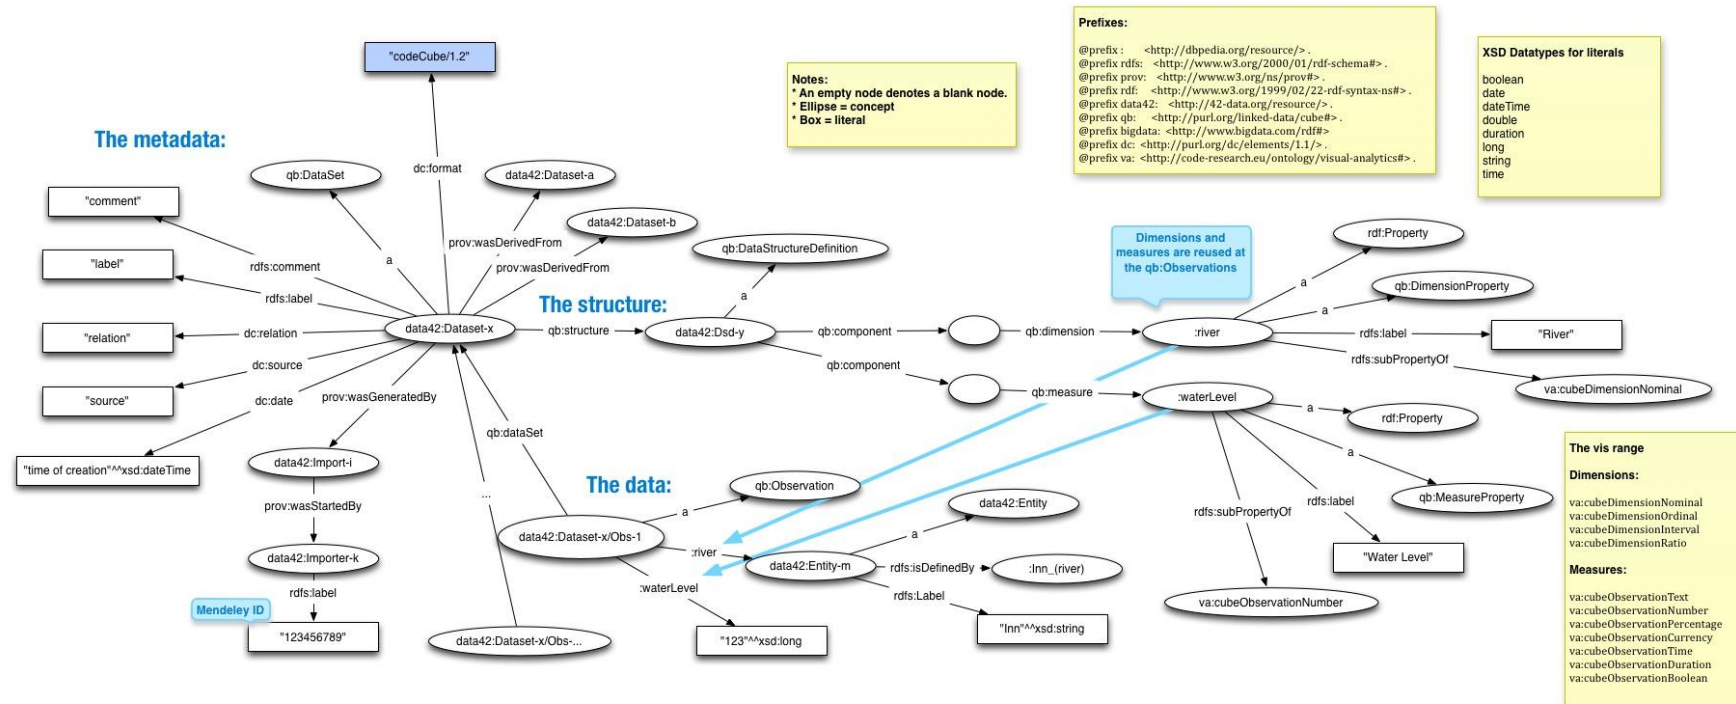 "codeCube/1.2"
Notes:
* An empty node denotes a blank node.
* Ellipse = concept
* Box = literal
Prefixes:
@prefix : <http://dbpedia.org/resource/> .
@prefix rdfs: <http://www.w3.org/2000/01/rdf-schema#> .
@prefix prov: <http://www.w3.org/ns/prov#> .
@prefix rdf: <http://www.w3.org/1999/02/22-rdf-syntax-ns#> .
@prefix data42: <http://42-data.org/resource/> .
@prefix qb: <http://purl.org/linked-data/cube#> .
@prefix bigdata: <http://www.bigdata.com/rdf#>
@prefix dc: <http://purl.org/dc/elements/1.1/> .
@prefix va: <http://code-research.eu/ontology/visual-analytics#> .
XSD Datatypes for literals
boolean
date
dateTime
double
duration
long
string
time
The metadata:
dc:format
qb:DataSet
data42:Dataset-a
"comment"
data42:Dataset-b
prov:wasDerivedFrom
a
rdfs:comment
prov:wasDerivedFrom
"label"
rdfs:label
"relation"
dc:relation
data42:Dataset-x
dc:source
"source"
dc:date
prov:wasGeneratedBy
"time of creation"^^xsd:dateTime
data42:Import-i
prov:wasStartedBy
data42:Importer-k
rdfs:label
Mendeley ID
"123456789"
The structure:
qb:structure
data42:Dsd-y
qb:DataStructureDefinition
a
qb:component
qb:component
qb:dimension
qb:measure
Dimensions and
measures are reused at
the qb:Observations
:river
rdf:Property
a
qb:DimensionProperty
a
rdfs:label
"River"
rdfs:subPropertyOf
va:cubeDimensionNominal
:waterLevel
a
rdf:Property
a
qb:MeasureProperty
rdfs:label
"Water Level"
rdfs:subPropertyOf
va:cubeObservationNumber
The data:
qb:dataSet
...
qb:Observation
a
data42:Dataset-x/Obs-1
:river
:waterLevel
"123"^^xsd:long
data42:Dataset-x/Obs-...
data42:Entity-m
a
data42:Entity
rdfs:isDefinedBy
:Inn_(river)
rdfs:Label
"Inn"^^xsd:string
The vis range
Dimensions:
va:cubeDimensionNominal
va:cubeDimensionOrdinal
va:cubeDimensionInterval
va:cubeDimensionRatio
Measures:
va:cubeObservationText
va:cubeObservationNumber
va:cubeObservationPercentage
va:cubeObservationCurrency
va:cubeObservationTime
va:cubeObservationDuration
va:cubeObservationBoolean